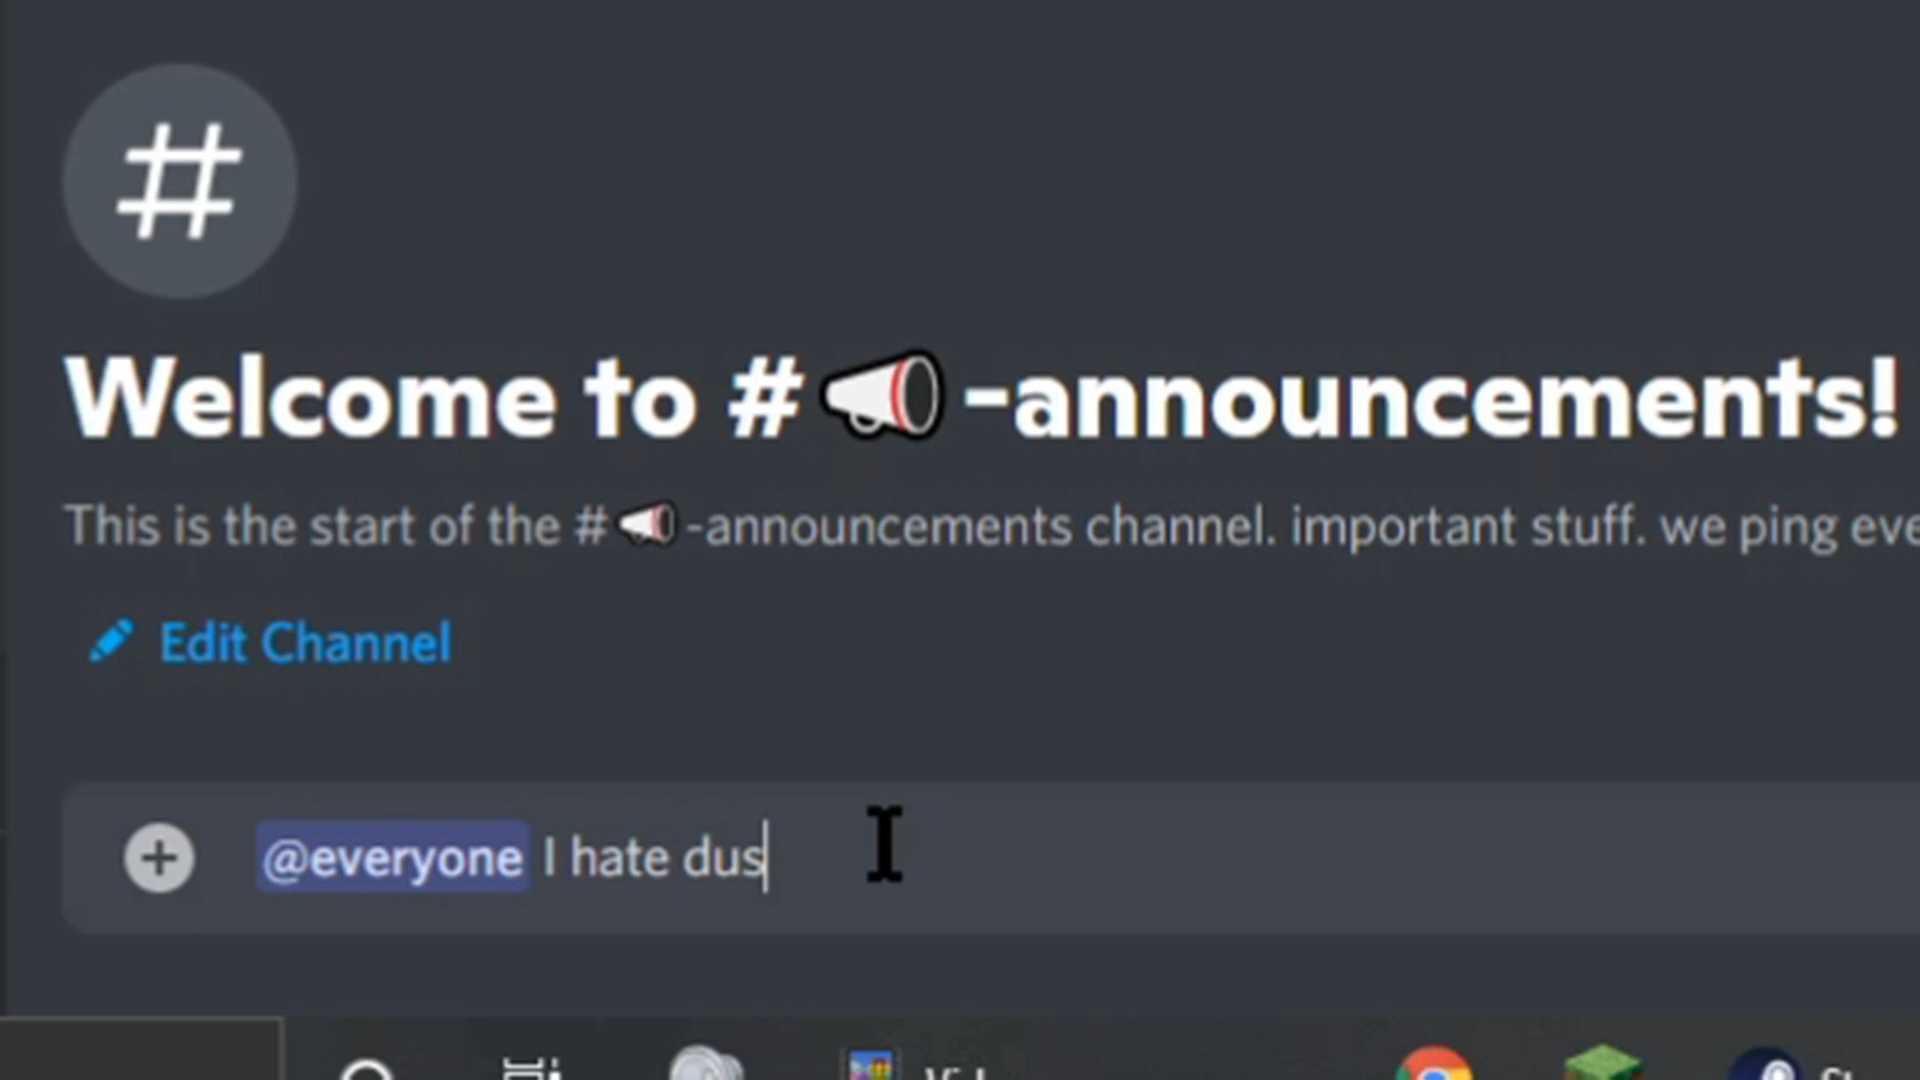 Welcome to #📢-announcements!
This is the start of the #📢-announcements channel. important stuff. we ping eve
Edit Channel
@everyone I hate dus